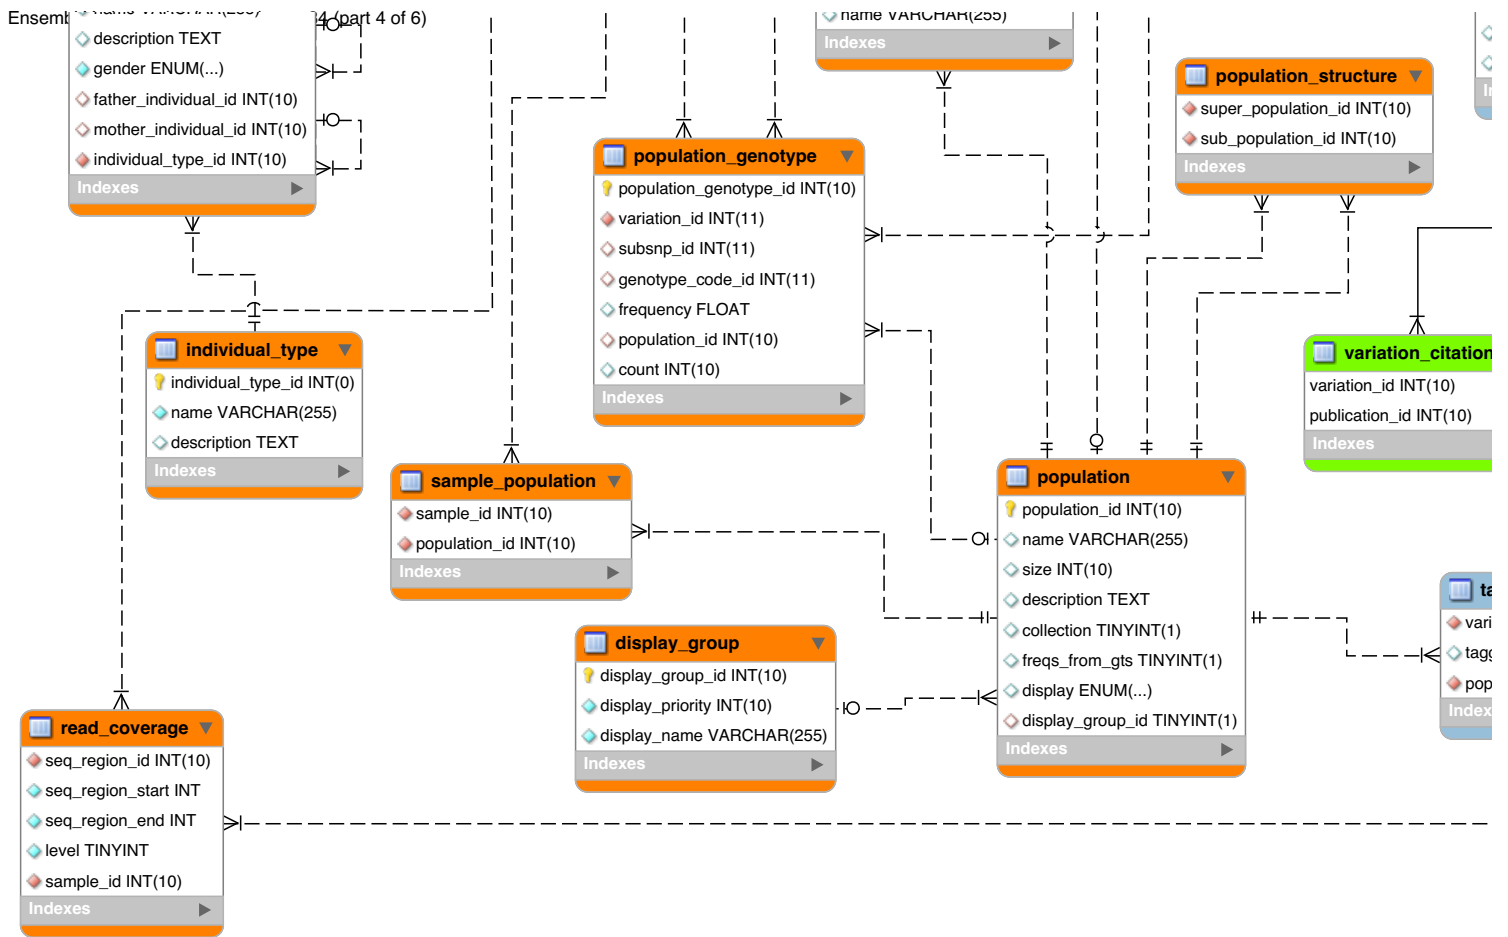 (part 4 of 6)
description TEXT
gender ENUM(...)
father_individual_id INT(10)
mother_individual_id INT(10)
individual_type_id INT(10)
Indexes
individual_type
individual_type_id INT(0)
name VARCHAR(255)
description TEXT
Indexes
read_coverage
seq_region_id INT(10)
seq_region_start INT
seq_region_end INT
level TINYINT
sample_id INT(10)
Indexes
sample_population
sample_id INT(10)
population_id INT(10)
Indexes
population_genotype
population_genotype_id INT(10)
variation_id INT(11)
subsnp_id INT(11)
genotype_code_id INT(11)
frequency FLOAT
population_id INT(10)
count INT(10)
Indexes
display_group
display_group_id INT(10)
display_priority INT(10)
display_name VARCHAR(255)
Indexes
name VARCHAR(255)
Indexes
population
population_id INT(10)
name VARCHAR(255)
size INT(10)
description TEXT
collection TINYINT(1)
freqs_from_gts TINYINT(1)
display ENUM(...)
display_group_id TINYINT(1)
Indexes
population_structure
super_population_id INT(10)
sub_population_id INT(10)
Indexes
variation_citation
variation_id INT(10)
publication_id INT(10)
Indexes